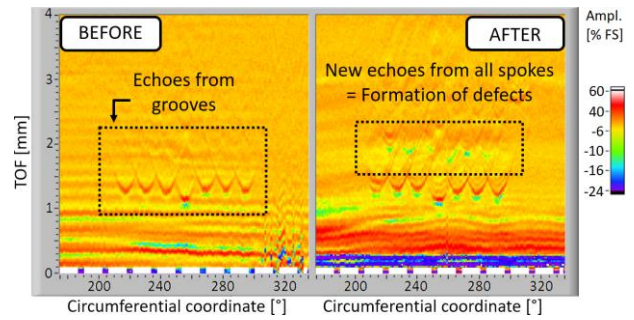 BEFORE
AFTER
Echoes from
grooves
New echoes from all spokes
= Formation of defects
TOF [mm]
4
3
2
1
0
200 240 280 320
Circumferential coordinate [°]
200 240 280 320
Circumferential coordinate [°]
Ampl.
[% FS]
60
40
-6
-10
-16
-24